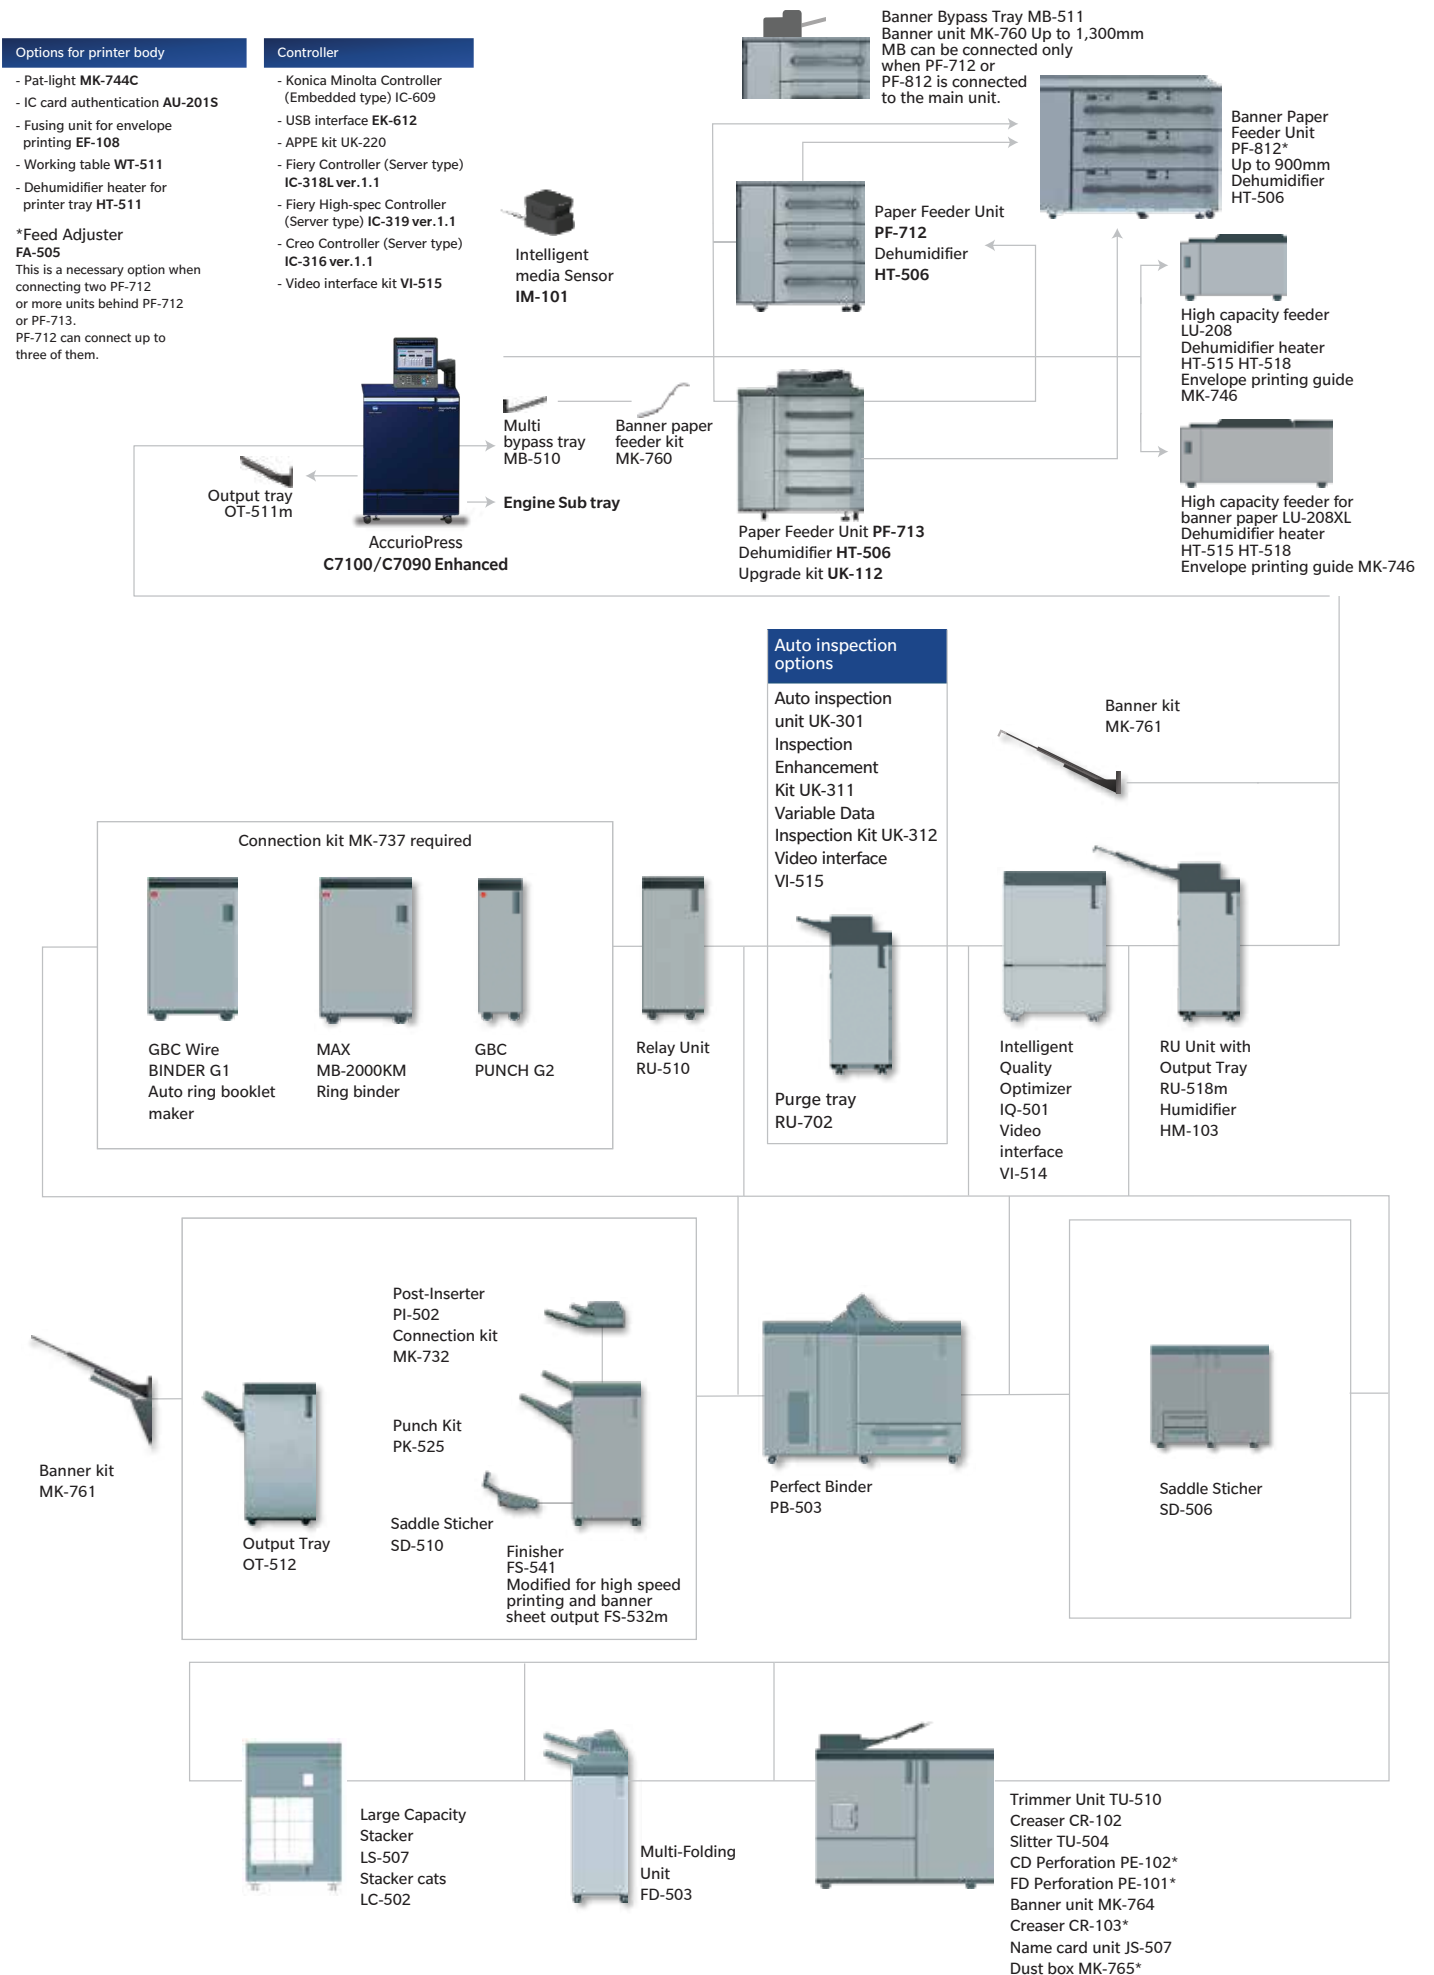 Options for printer body
- Pat-light MK-744C
- IC card authentication AU-201S
- Fusing unit for envelope
printing EF-108
- Working table WT-511
- Dehumidifier heater for
printer tray HT-511
*Feed Adjuster
FA-505
This is a necessary option when
connecting two PF-712
or more units behind PF-712
or PF-713.
PF-712 can connect up to
three of them.
Controller
- Konica Minolta Controller
(Embedded type) IC-609
- USB interface EK-612
- APPE kit UK-220
- Fiery Controller (Server type)
IC-318L ver.1.1
- Fiery High-spec Controller
(Server type) IC-319 ver.1.1
- Creo Controller (Server type)
IC-316 ver.1.1
- Video interface kit VI-515
Intelligent
media Sensor
IM-101
Banner Bypass Tray MB-511
Banner unit MK-760 Up to 1,300mm
MB can be connected only
when PF-712 or
PF-812 is connected
to the main unit.
Banner Paper
Feeder Unit
PF-812*
Up to 900mm
Dehumidifier
HT-506
Paper Feeder Unit
PF-712
Dehumidifier
HT-506
High capacity feeder
LU-208
Dehumidifier heater
HT-515 HT-518
Envelope printing guide
MK-746
Multi
bypass tray
MB-510
Banner paper
feeder kit
MK-760
Output tray
OT-511m
Engine Sub tray
AccurioPress
C7100/C7090 Enhanced
Paper Feeder Unit PF-713
Dehumidifier HT-506
Upgrade kit UK-112
High capacity feeder for
banner paper LU-208XL
Dehumidifier heater
HT-515 HT-518
Envelope printing guide MK-746
Auto inspection
options
Auto inspection
unit UK-301
Inspection
Enhancement
Kit UK-311
Variable Data
Inspection Kit UK-312
Video interface
VI-515
Banner kit
MK-761
Connection kit MK-737 required
GBC Wire
BINDER G1
Auto ring booklet
maker
MAX
MB-2000KM
Ring binder
GBC
PUNCH G2
Relay Unit
RU-510
Purge tray
RU-702
Intelligent
Quality
Optimizer
IQ-501
Video
interface
VI-514
RU Unit with
Output Tray
RU-518m
Humidifier
HM-103
Banner kit
MK-761
Output Tray
OT-512
Post-Inserter
PI-502
Connection kit
MK-732
Punch Kit
PK-525
Saddle Sticher
SD-510
Finisher
FS-541
Modified for high speed
printing and banner
sheet output FS-532m
Perfect Binder
PB-503
Saddle Sticher
SD-506
Large Capacity
Stacker
LS-507
Stacker cats
LC-502
Multi-Folding
Unit
FD-503
Trimmer Unit TU-510
Creaser CR-102
Slitter TU-504
CD Perforation PE-102*
FD Perforation PE-101*
Banner unit MK-764
Creaser CR-103*
Name card unit JS-507
Dust box MK-765*